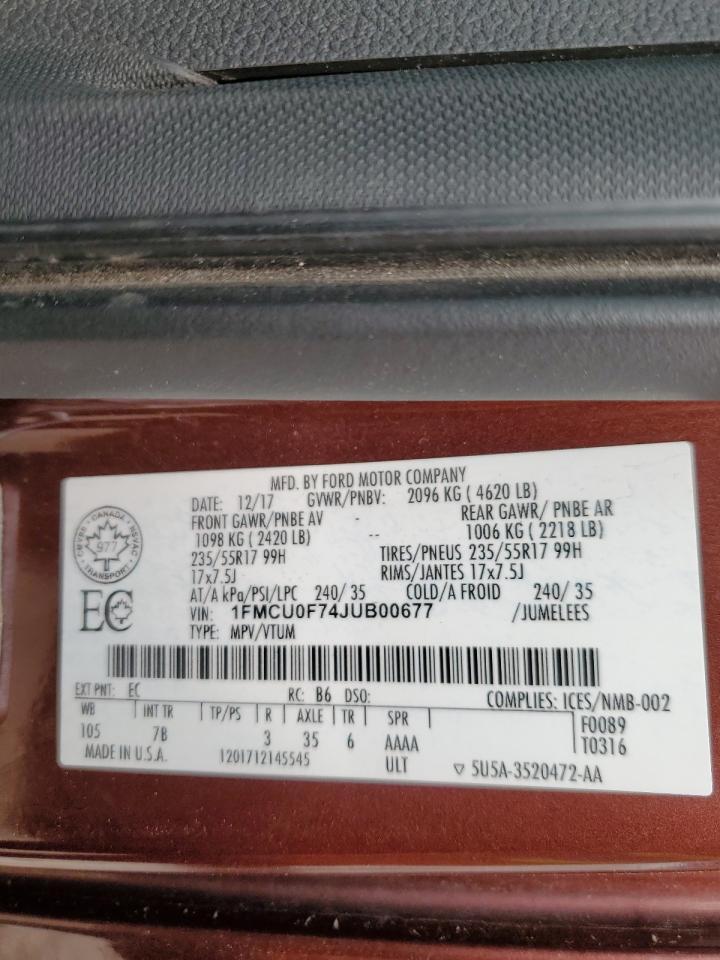 MFD. BY FORD MOTOR COMPANY
DATE: 12/17 GVWR/PNBV: 2096 KG ( 4620 LB)
FRONT GAWR/PNBE AV - REAR GAWR/ PNBE AR
1098 KG ( 2420 LB) -- 1006 KG ( 2218 LB)
235/55R17 99H TIRES/PNEUS 235/55R17 99H
17x7.5J RIMS/JANTES 17x7.5J
AT/A kPa/PSI/LPC 240/ 35 COLD/A FROID 240/ 35
VIN: 1FMCU0F74JUB00677 /JUMELEES
TYPE: MPV/VTUM
CANADA
CMVSS NSVAC
977
TRANSPORT
EC
EXT PNT: EC RC: B6 DSO: COMPLIES: ICES/NMB-002
WB INT TR TP/PS R AXLE TR SPR F0089
105 7B 3 35 6 AAAA T0316
MADE IN U.S.A. 1201712145545 ULT ▽ 5U5A-3520472-AA